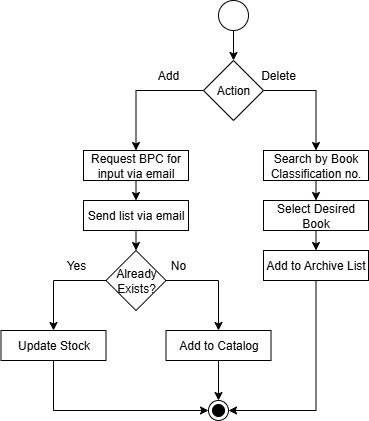 Add
Delete
Action
Request BPC for
input via email
Search by Book
Classification no.
Send list via email
Select Desired
Book
Yes
Already
Exists?
No
Add to Archive List
Update Stock
Add to Catalog